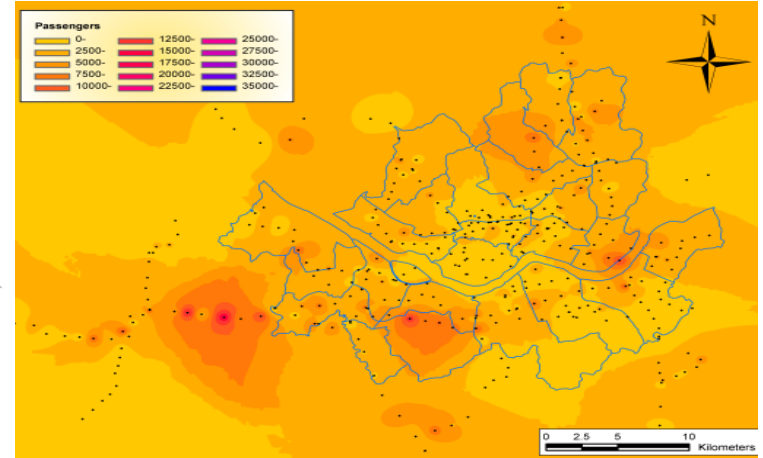 Passengers
0- 12500- 25000-
2500- 15000- 27500-
5000- 17500- 30000-
7500- 20000- 32500-
10000- 22500- 35000-
N
0 2.5 5 10
Kilometers